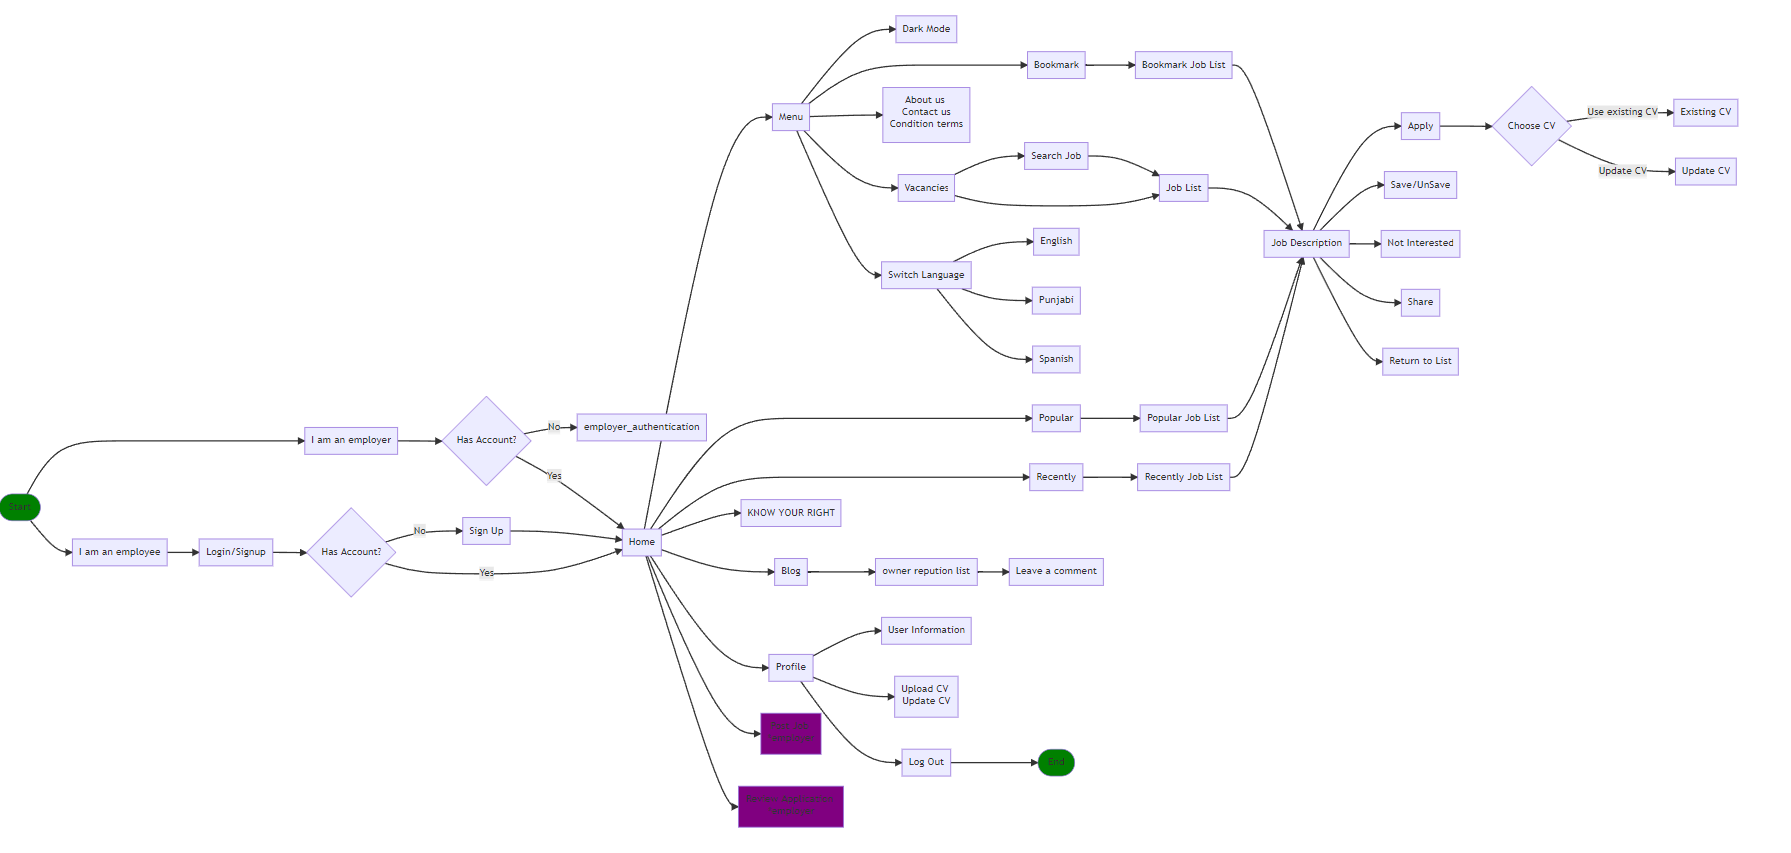 Dark Mode
Bookmark
Bookmark Job List
About us
Contact us
Condition terms
Menu
Apply
Choose CV
Use existing CV
Existing CV
Update CV
Update CV
Search Job
Vacancies
Job List
Save/UnSave
English
Job Description
Not Interested
Switch Language
Punjabi
Share
Spanish
Return to List
I am an employer
Has Account?
No
employer_authentication
Yes
Popular
Popular Job List
Recently
Recently Job List
Start
KNOW YOUR RIGHT
I am an employee
Login/Signup
Has Account?
No
Sign Up
Yes
Home
Blog
owner repution list
Leave a comment
User Information
Profile
Upload CV
Update CV
Log Out
End